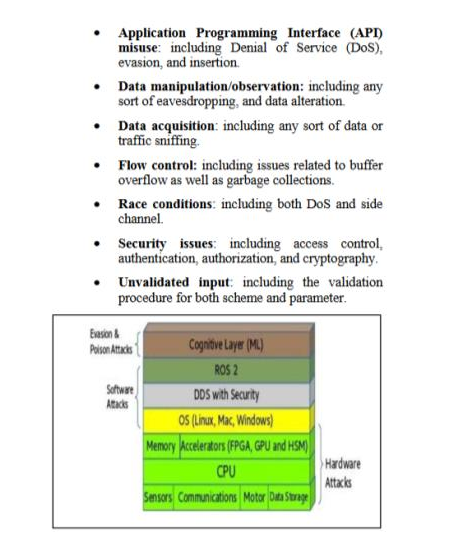 • Application Programming Interface (API)
misuse: including Denial of Service (DoS),
evasion, and insertion.
• Data manipulation/observation: including any
sort of eavesdropping, and data alteration.
• Data acquisition: including any sort of data or
traffic sniffing.
• Flow control: including issues related to buffer
overflow as well as garbage collections.
• Race conditions: including both DoS and side
channel.
• Security issues: including access control,
authentication, authorization, and cryptography.
• Unvalidated input: including the validation
procedure for both scheme and parameter.
Evasion &
Poison Attacks
Cognitive Layer (ML)
ROS 2
Software
Attacks
DDS with Security
OS (Linux, Mac, Windows)
Memory Accelerators (FPGA, GPU and HSM)
CPU
Hardware
Attacks
Sensors Communications Motor Data Storage